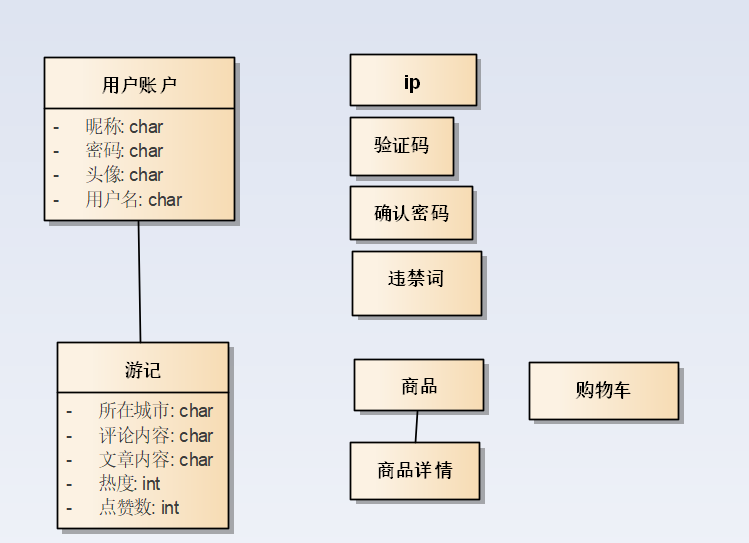 用户账户
- 昵称: char
- 密码: char
- 头像: char
- 用户名: char
游记
- 所在城市: char
- 评论内容: char
- 文章内容: char
- 热度: int
- 点赞数: int
ip
验证码
确认密码
违禁词
商品
商品详情
购物车